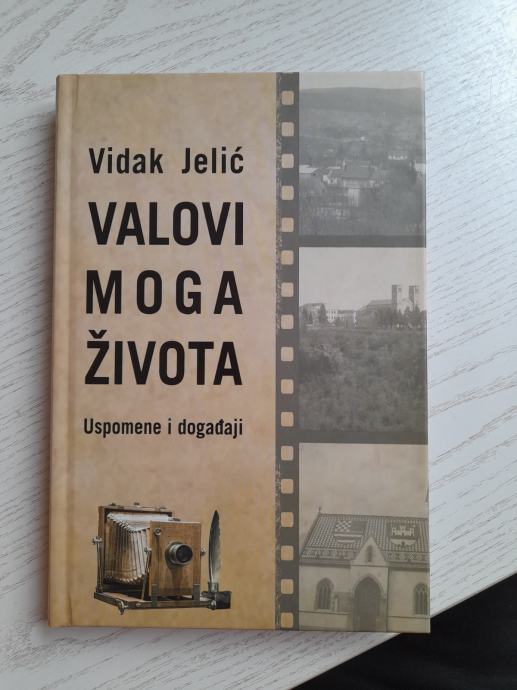 Vidak Jelić
VALOVI
MOGA
ŽIVOTA
Uspomene i događaji